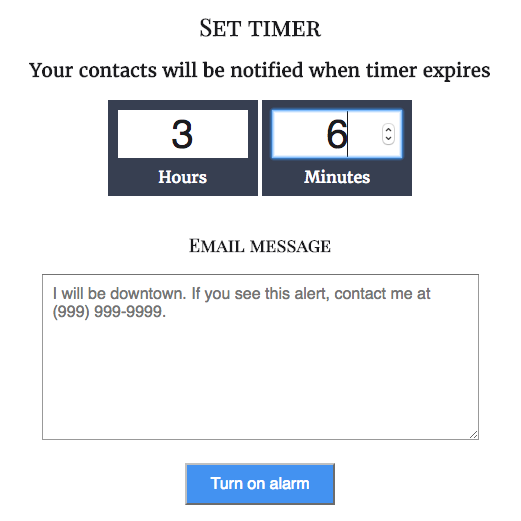 Set timer
Your contacts will be notified when timer expires
3 6
Hours Minutes
Email message
I will be downtown. If you see this alert, contact me at
(999) 999-9999.
Turn on alarm